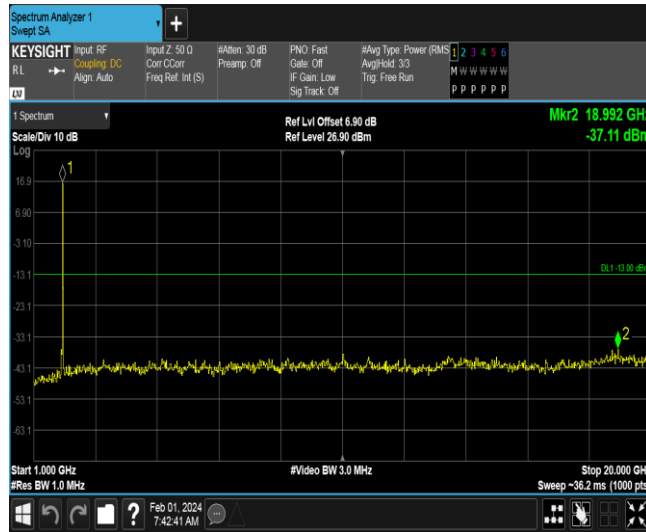 Spectrum Analyzer 1
Swept SA
+
KEYSIGHT Input: RF Input Z: 50 Ω #Atten: 30 dB PNO: Fast #Avg Type: Power (RMS 1 2 3 4 5 6
RL Coupling: DC Corr CCorr Preamp: Off Gate: Off Avg|Hold: 3/3 M W W W W W
Align: Auto Freq Ref: Int (S) IF Gain: Low Trig: Free Run
Sig Track: Off P P P P P P
LXI
1 Spectrum Ref Lvl Offset 6.90 dB Mkr2 18.992 GHz
Scale/Div 10 dB Ref Level 26.90 dBm -37.11 dBm
Log
1
16.9
6.90
-3.10
-13.1 DL1 -13.00 dBm
-23.1
-33.1
2
-43.1
-53.1
-63.1
Start 1.000 GHz #Video BW 3.0 MHz Stop 20.000 GHz
#Res BW 1.0 MHz Sweep ~36.2 ms (1000 pts)
? Feb 01, 2024
7:42:41 AM